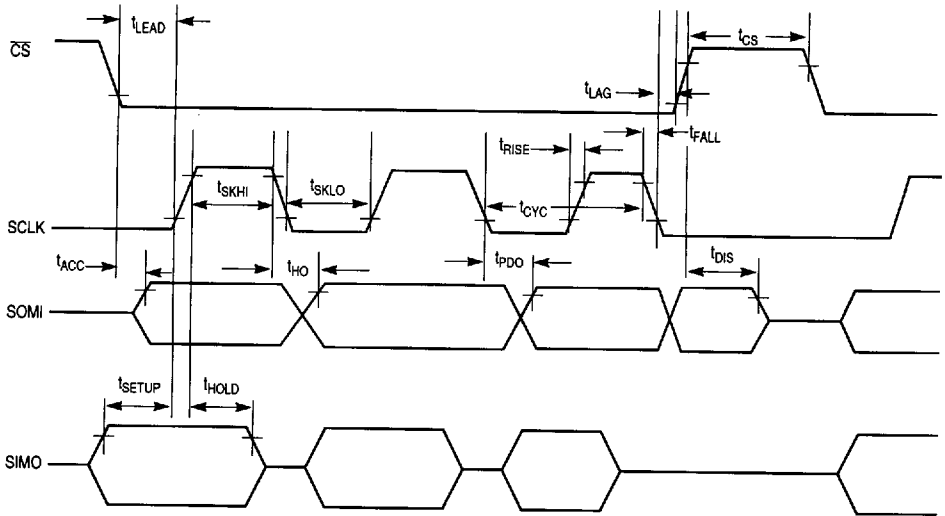 tLEAD
CS
tCS
tLAG
tFALL
tRISE
tSKHI
tSKLO
tCYC
SCLK
tACC
tHO
tPDO
tDIS
SOMI
tSETUP
tHOLD
SIMO